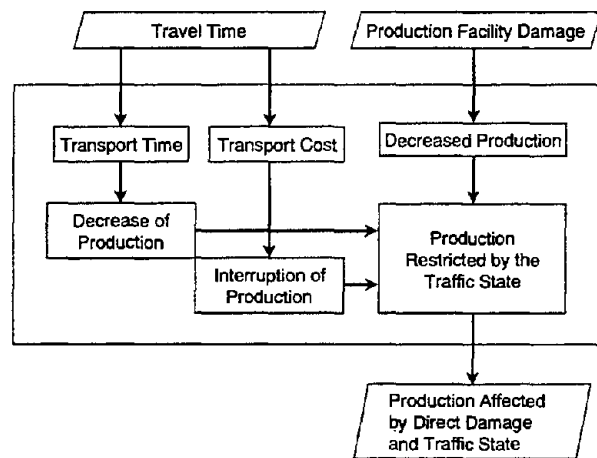 Travel Time
Production Facility Damage
Transport Time
Transport Cost
Decreased Production
Decrease of
Production
Interruption of
Production
Production
Restricted by the
Traffic State
Production Affected
by Direct Damage
and Traffic State